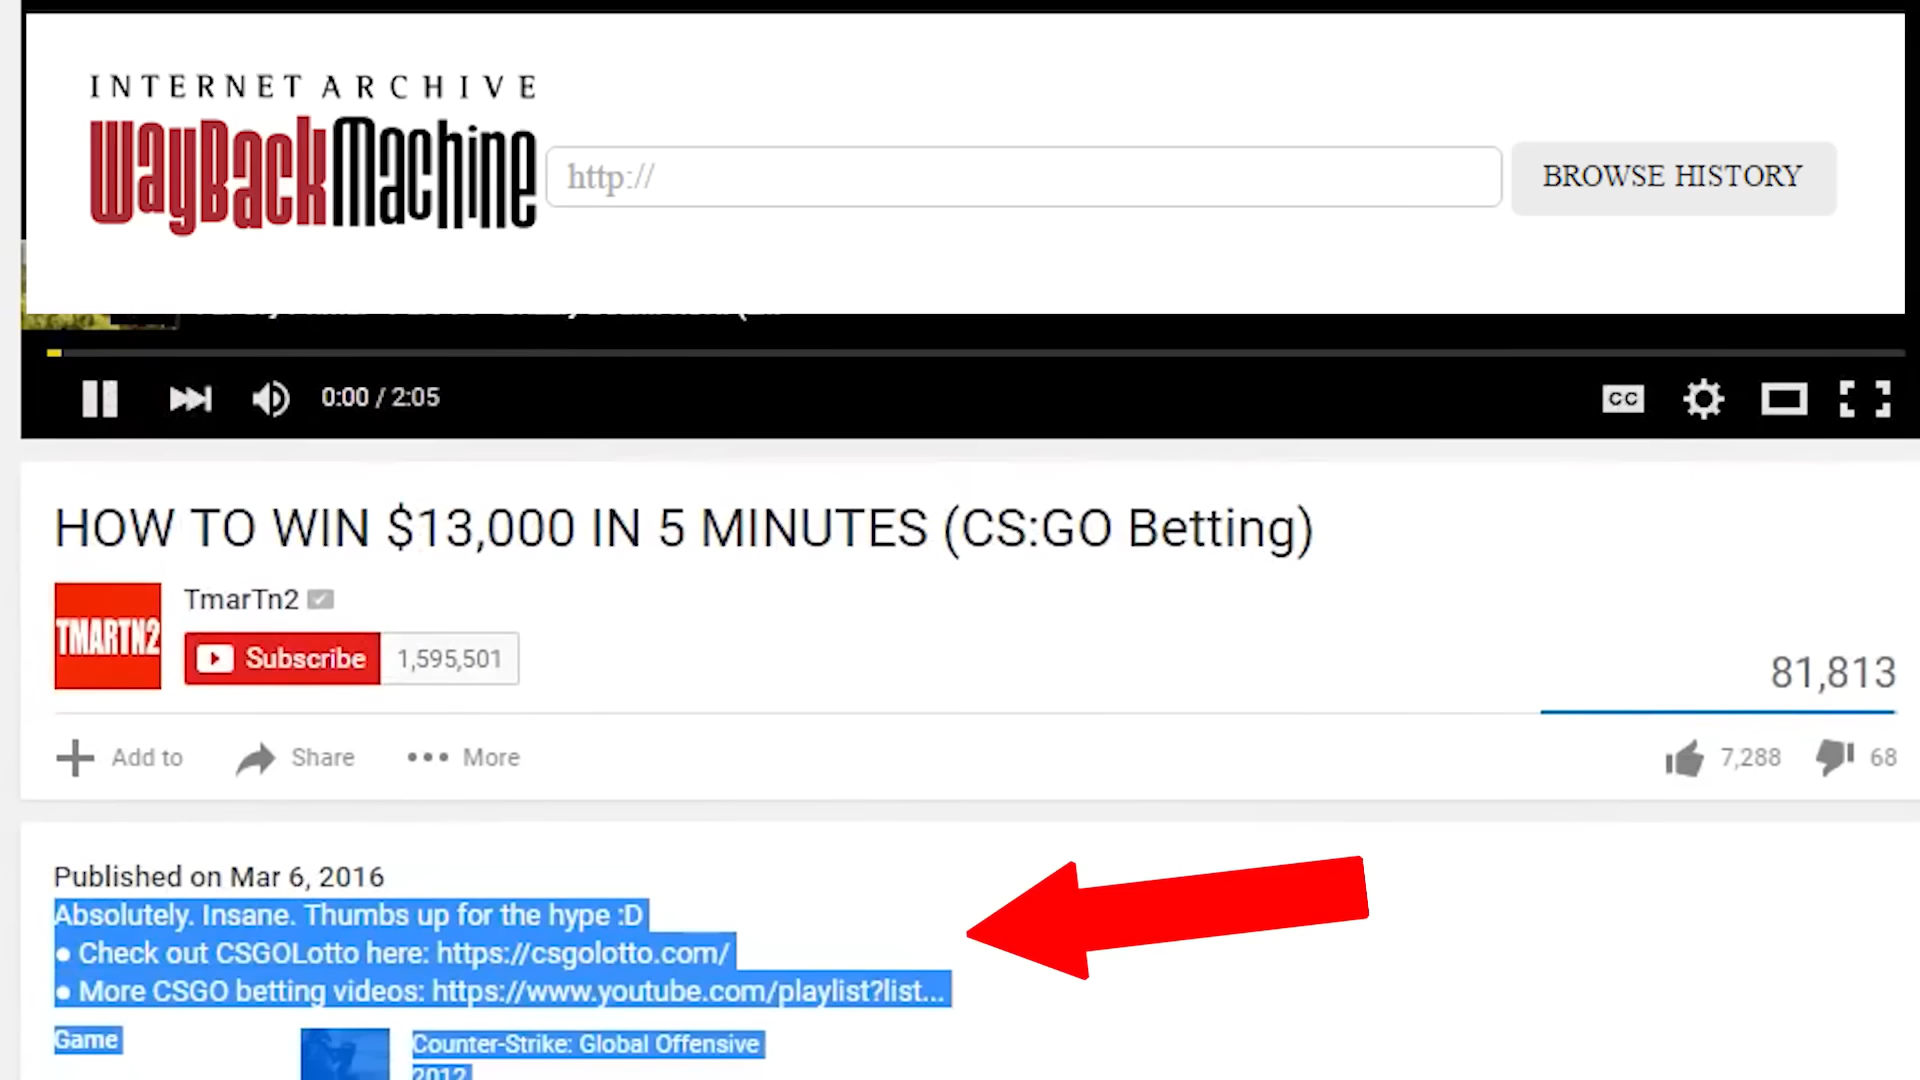 INTERNET ARCHIVE
WayBackMachine
http://
BROWSE HISTORY
0:00 / 2:05
CC
HOW TO WIN $13,000 IN 5 MINUTES (CS:GO Betting)
TMARTN2
TmarTn2
Subscribe 1,595,501
81,813
Add to Share More
7,288 68
Published on Mar 6, 2016
Absolutely. Insane. Thumbs up for the hype :D
● Check out CSGOLotto here: https://csgolotto.com/
● More CSGO betting videos: https://www.youtube.com/playlist?list...
Game
Counter-Strike: Global Offensive
2012